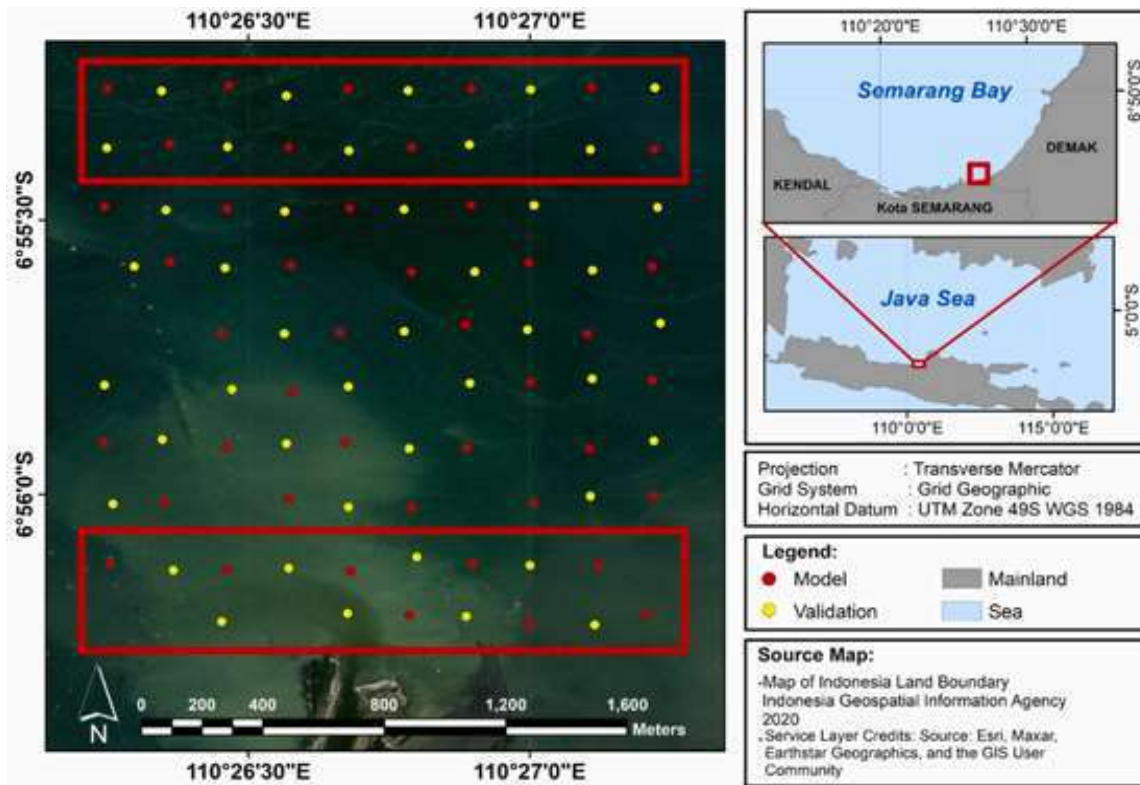 110°26'30"E 110°27'0"E
6°55'30"S
6°56'0"S
0 200 400 800 1,200 1,600
Meters
N
110°26'30"E 110°27'0"E
110°20'0"E 110°30'0"E
Semarang Bay
6°50'0"S
DEMAK
KENDAL
Kota SEMARANG
Java Sea
5°0'0"S
110°0'0"E 115°0'0"E
Projection : Transverse Mercator
Grid System : Grid Geographic
Horizontal Datum : UTM Zone 49S WGS 1984
Legend:
Model Mainland
Validation Sea
Source Map:
-Map of Indonesia Land Boundary
Indonesia Geospatial Information Agency
2020
-Service Layer Credits: Source: Esri, Maxar,
Earthstar Geographics, and the GIS User
Community